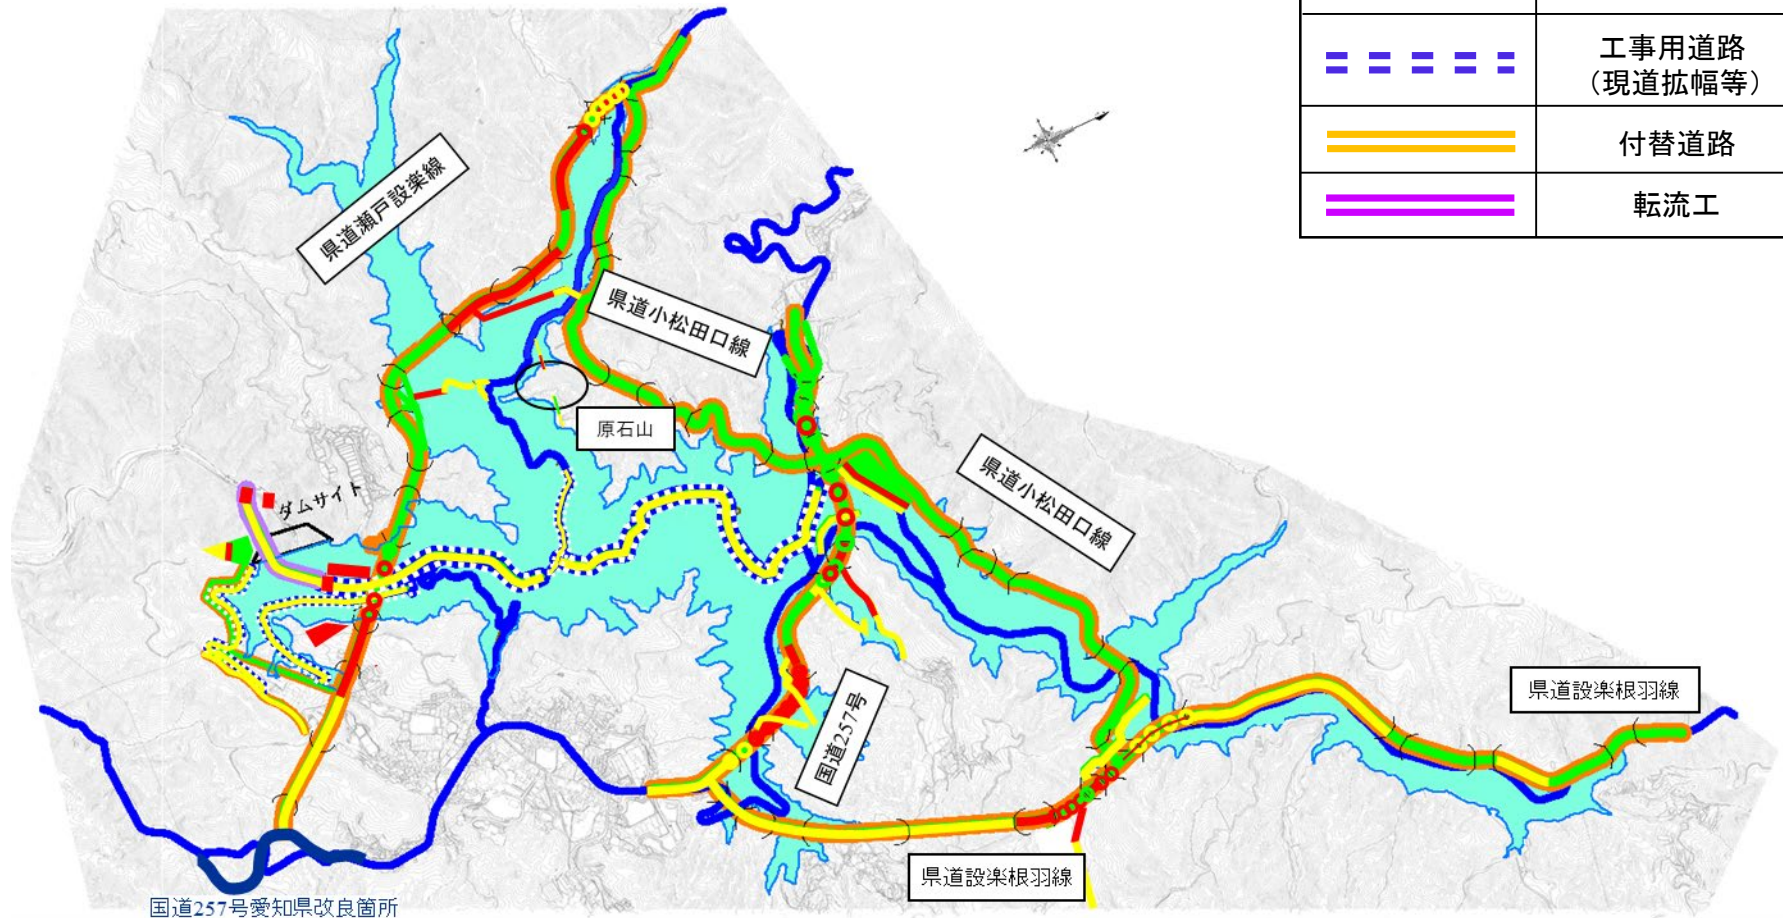 工事用道路
（現道拡幅等）
付替道路
転流工
県道瀬戸設楽線
県道小松田口線
原石山
県道小松田口線
ダムサイト
県道設楽根羽線
国道257号
県道設楽根羽線
国道257号愛知県改良箇所